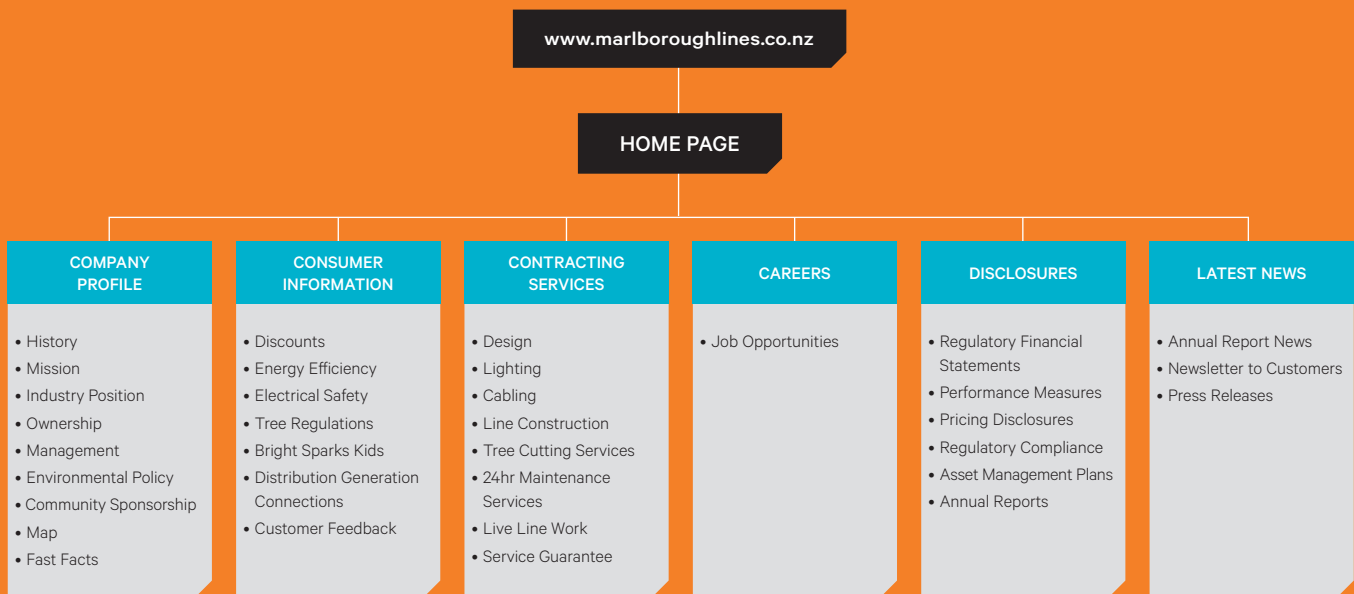 www.marlboroughlines.co.nz
HOME PAGE
COMPANY
PROFILE
• History
• Mission
• Industry Position
• Ownership
• Management
• Environmental Policy
• Community Sponsorship
• Map
• Fast Facts
CONSUMER
INFORMATION
• Discounts
• Energy Efficiency
• Electrical Safety
• Tree Regulations
• Bright Sparks Kids
• Distribution Generation
Connections
• Customer Feedback
CONTRACTING
SERVICES
• Design
• Lighting
• Cabling
• Line Construction
• Tree Cutting Services
• 24hr Maintenance
Services
• Live Line Work
• Service Guarantee
CAREERS
• Job Opportunities
DISCLOSURES
• Regulatory Financial
Statements
• Performance Measures
• Pricing Disclosures
• Regulatory Compliance
• Asset Management Plans
• Annual Reports
LATEST NEWS
• Annual Report News
• Newsletter to Customers
• Press Releases